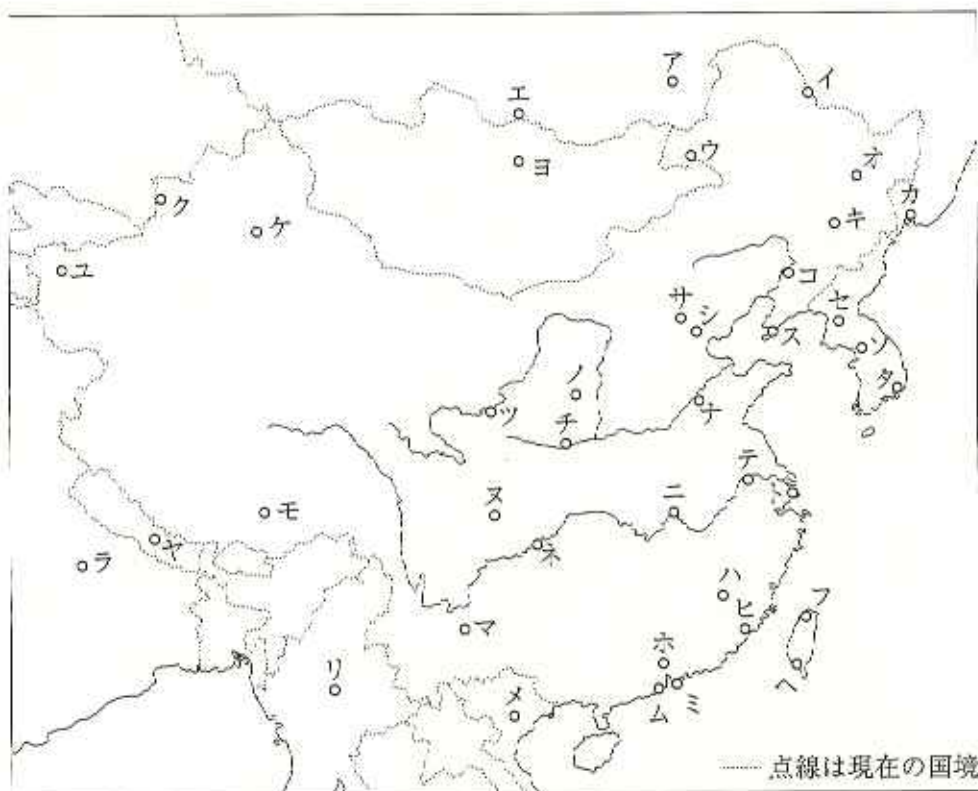 ア
イ
エ
ウ
ヨ
オ
ク
カ
ケ
キ
ユ
コ
サ
シ
セ
ス
ソ
ノ
タ
ツ
ナ
チ
テ
ヌ
ニ
モ
ネ
ヤ
ラ
ハ
フ
マ
ヒ
ホ
リ
ヘ
メ
ム
ミ
点線は現在の国境